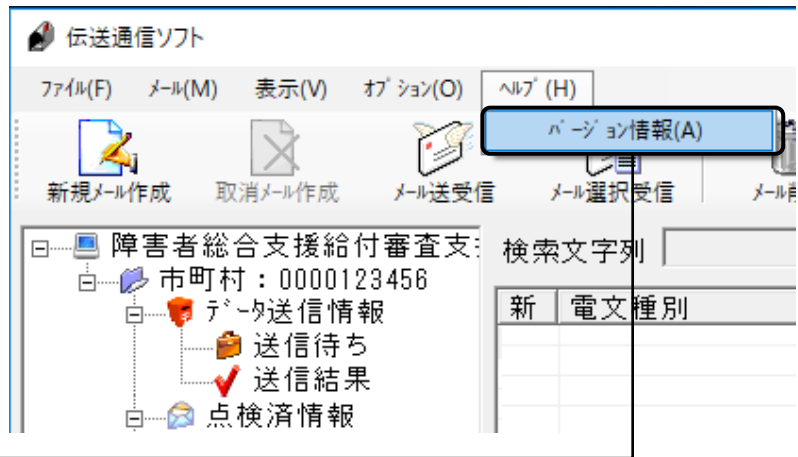 伝送通信ソフト
ﾌｧｲﾙ(F) ﾒｰﾙ(M) 表示(V) ｵﾌﾟｼｮﾝ(O) ﾍﾙﾌﾟ(H)
ﾊﾞｰｼﾞｮﾝ情報(A)
新規ﾒｰﾙ作成 取消ﾒｰﾙ作成 ﾒｰﾙ送受信 ﾒｰﾙ選択受信 ﾒｰﾙ削
障害者総合支援給付審査支
検索文字列
市町村：0000123456
新 電文種別
ﾃﾞｰﾀ送信情報
送信待ち
送信結果
点検済情報